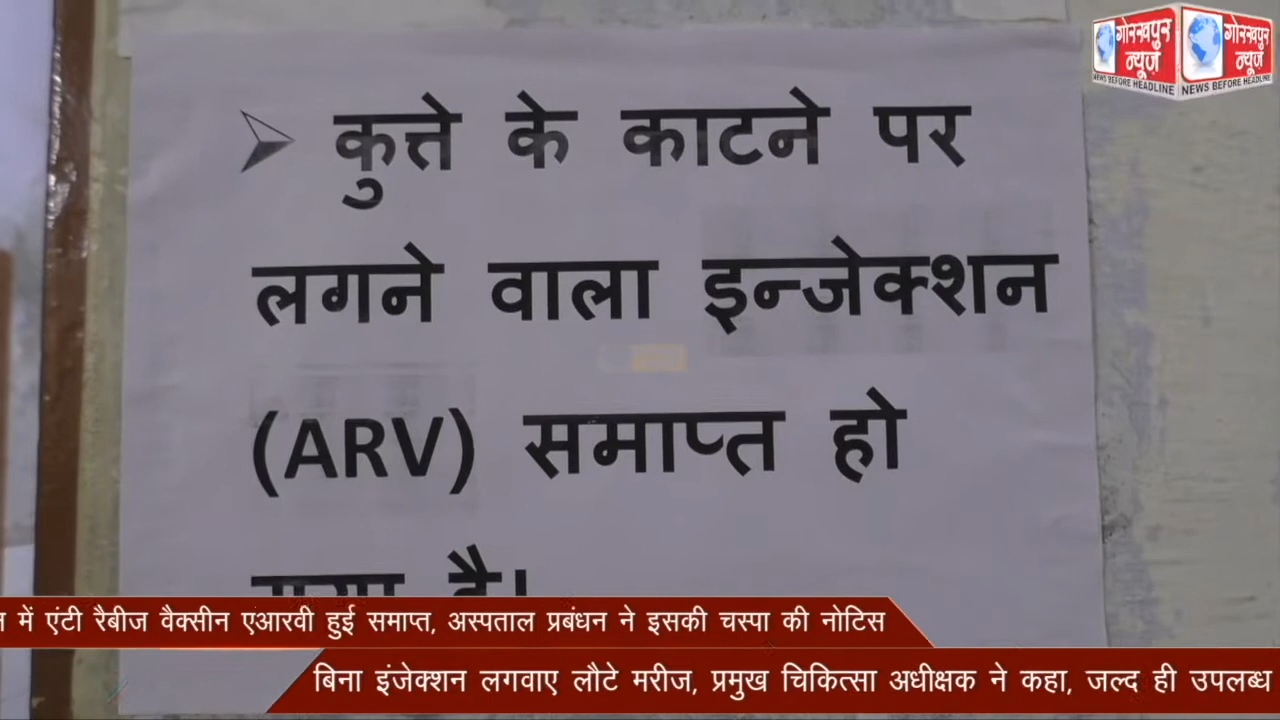 गोरखपुर गोरखपुर
न्यूज़ न्यूज़
NEWS BEFORE HEADLINE NEWS BEFORE HEADLINE
कुत्ते के काटने पर
लगने वाला इन्जेक्शन
(ARV) समाप्त हो
गया है।
में एंटी रैबीज वैक्सीन एआरवी हुई समाप्त, अस्पताल प्रबंधन ने इसकी चस्पा की नोटिस
बिना इंजेक्शन लगवाए लौटे मरीज, प्रमुख चिकित्सा अधीक्षक ने कहा, जल्द ही उपलब्ध